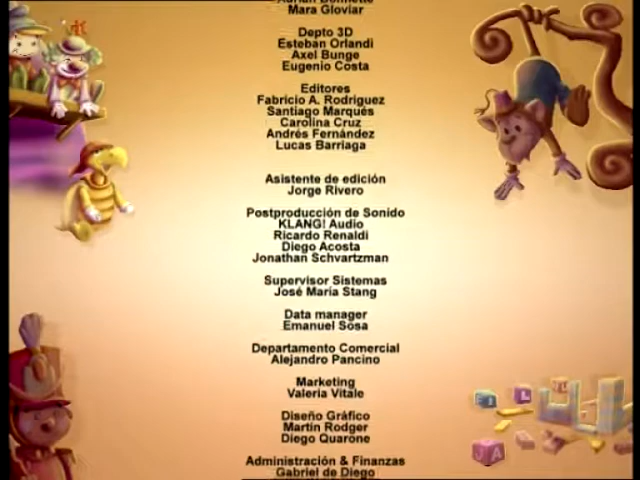 Mara Gloviar
Depto 3D
Esteban Orlandi
Axel Bunge
Eugenio Costa
Editores
Fabricio A. Rodriguez
Santiago Marqués
Carolina Cruz
Andrés Fernández
Lucas Barriaga
Asistente de edición
Jorge Rivero
Postproducción de Sonido
KLANG! Audio
Ricardo Renaldi
Diego Acosta
Jonathan Schvartzman
Supervisor Sistemas
José María Stang
Data manager
Emanuel Sosa
Departamento Comercial
Alejandro Pancino
Marketing
Valeria Vitale
Diseño Gráfico
Martín Rodger
Diego Quarone
Administración & Finanzas
Gabriel de Diego